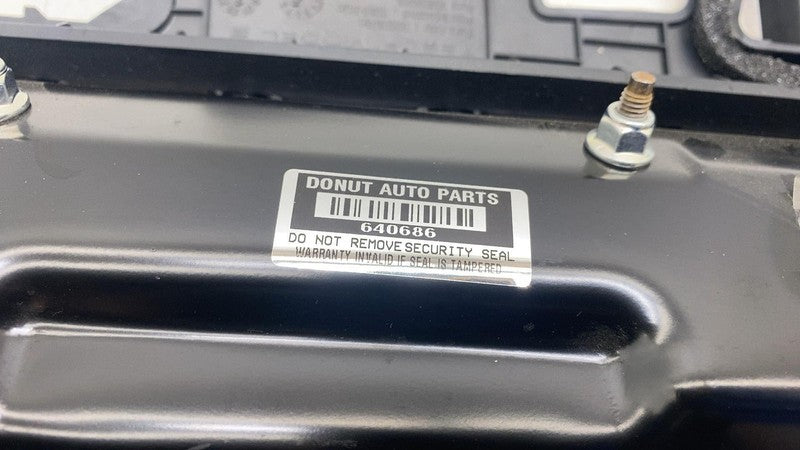 DONUT AUTO PARTS
640686
DO NOT REMOVE SECURITY SEAL
WARRANTY INVALID IF SEAL IS TAMPERED